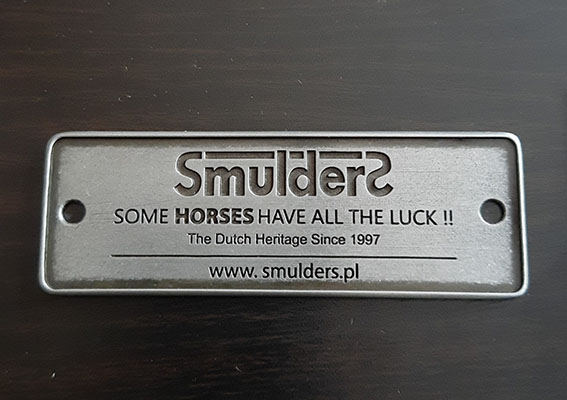 Smulders
SOME HORSES HAVE ALL THE LUCK !!
The Dutch Heritage Since 1997
www. smulders.pl